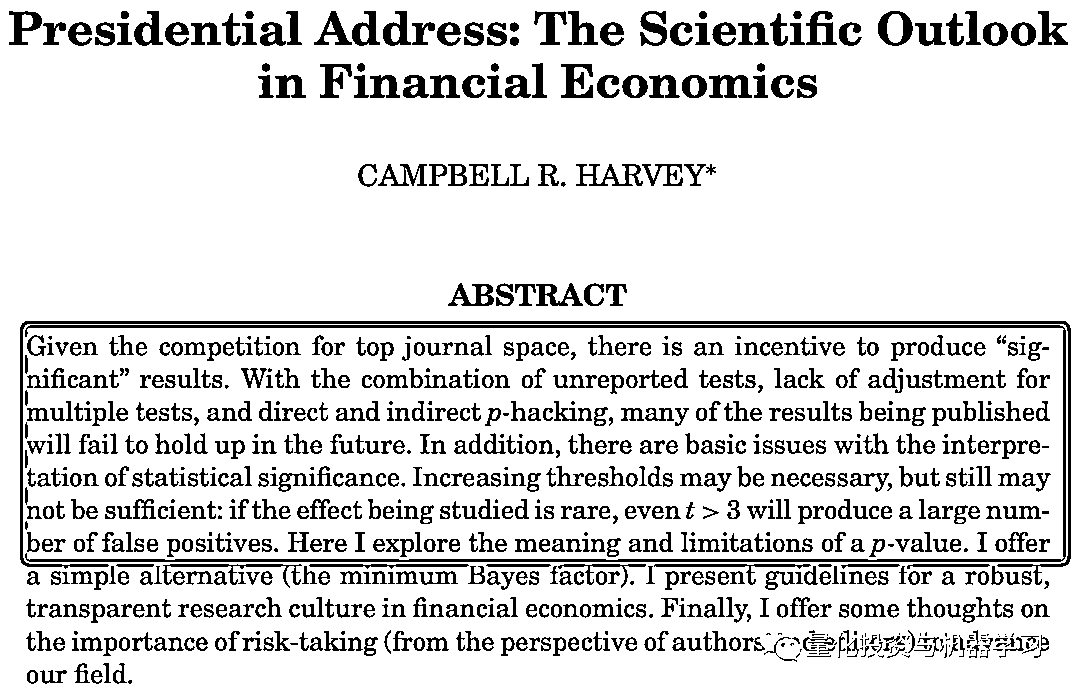 Presidential Address: The Scientific Outlook
in Financial Economics
CAMPBELL R. HARVEY*
ABSTRACT
Given the competition for top journal space, there is an incentive to produce “sig-
nificant” results. With the combination of unreported tests, lack of adjustment for
multiple tests, and direct and indirect p-hacking, many of the results being published
will fail to hold up in the future. In addition, there are basic issues with the interpre-
tation of statistical significance. Increasing thresholds may be necessary, but still may
not be sufficient: if the effect being studied is rare, even t > 3 will produce a large num-
ber of false positives. Here I explore the meaning and limitations of a p-value. I offer
a simple alternative (the minimum Bayes factor). I present guidelines for a robust,
transparent research culture in financial economics. Finally, I offer some thoughts on
the importance of risk-taking (from the perspective of authors
量化投资与机器学习
our field.